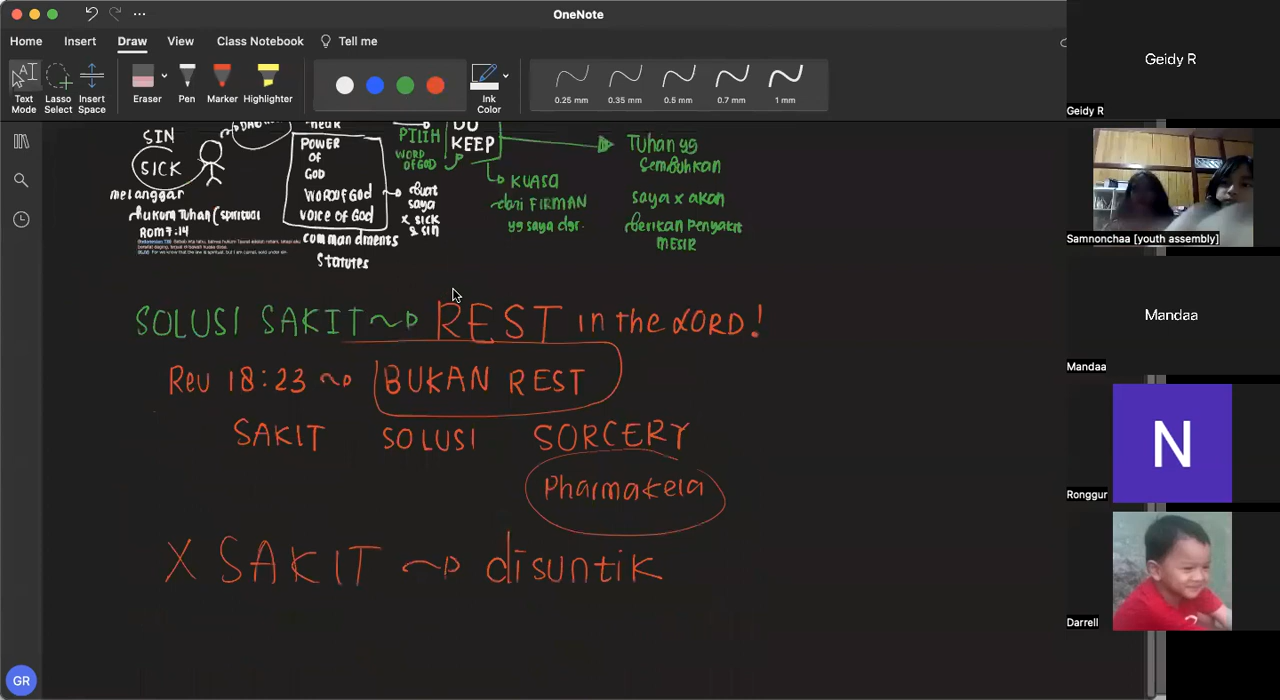 OneNote
Home Insert Draw View Class Notebook Tell me
Text Mode
Lasso Select
Insert Space
Eraser
Pen
Marker
Highlighter
Ink Color
0.25 mm
0.35 mm
0.5 mm
0.7 mm
1 mm
SIN
SICK
melanggar
hukum Tuhan (spiritual
Rom 7:14
POWER
OF
GOD
WORD OF GOD
VOICE OF GOD
commandments
Statutes
buat
saya
x sick
& sin
PILIH
WORD
OF GOD
DO
KEEP
KUASA
dari FIRMAN
yg saya dgr.
Tuhan yg
Sembuhkan
saya x akan
berikan Penyakit
MESIR
SOLUSI SAKIT REST in the LORD!
Rev 18:23 BUKAN REST
SAKIT SOLUSI SORCERY
Pharmakeia
X SAKIT disuntik
GR
Geidy R
Geidy R
Samnonchaa [youth assembly]
Mandaa
Mandaa
N
Ronggur
Darrell